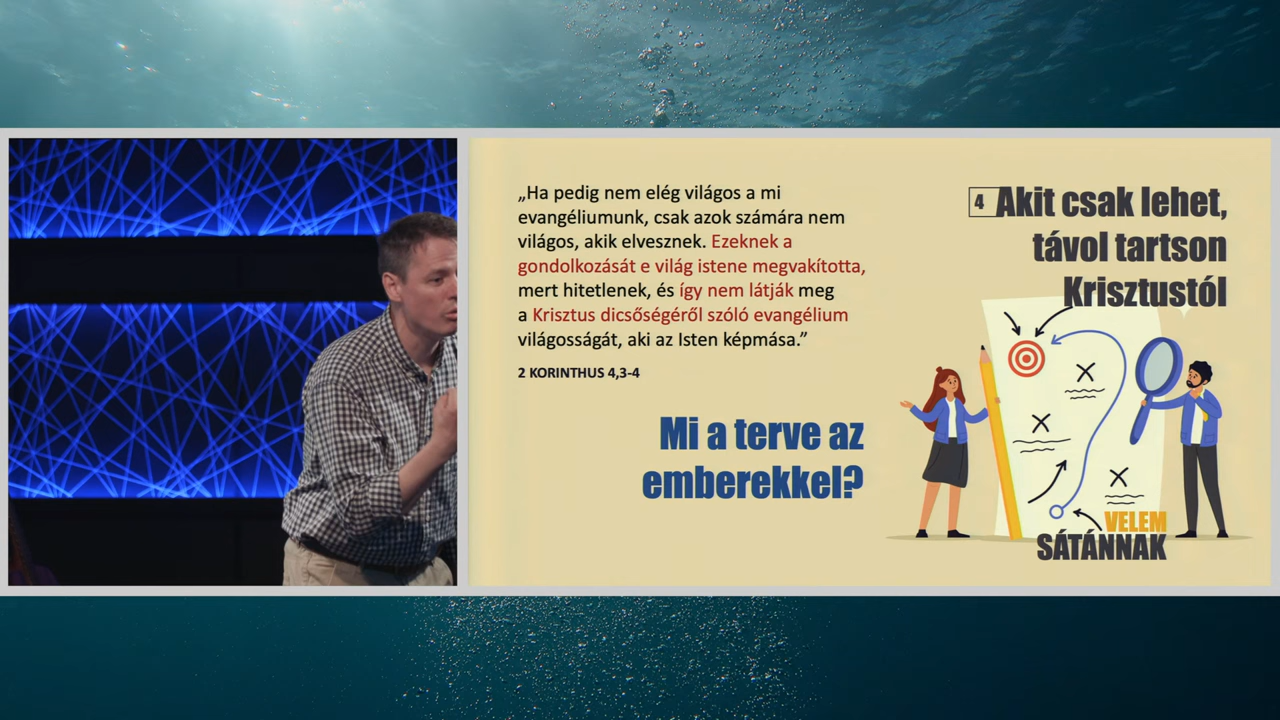 „Ha pedig nem elég világos a mi
evangéliumunk, csak azok számára nem
világos, akik elvesznek. Ezeknek a
gondolkozását e világ istene megvakította,
mert hitetlenek, és így nem látják meg
a Krisztus dicsőségéről szóló evangélium
világosságát, aki az Isten képmása.”
2 KORINTHUS 4,3-4
Mi a terve az
emberekkel?
4 Akit csak lehet,
távol tartson
Krisztustól
VELEM
SÁTÁNNAK